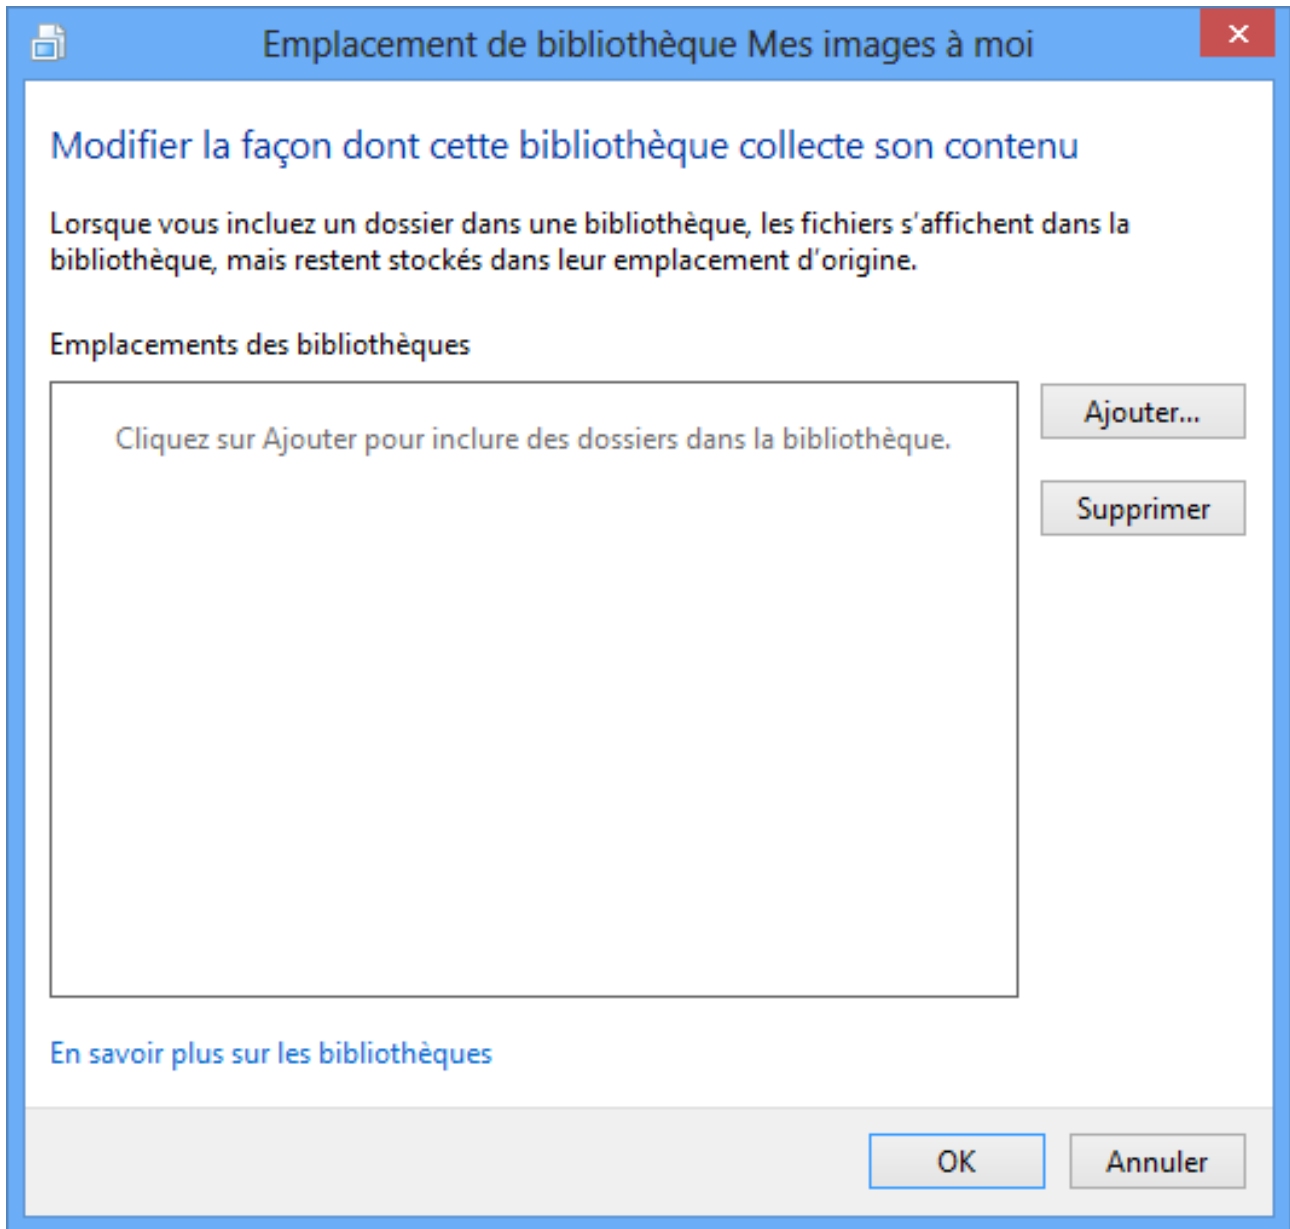 Emplacement de bibliothèque Mes images à moi
Modifier la façon dont cette bibliothèque collecte son contenu
Lorsque vous incluez un dossier dans une bibliothèque, les fichiers s’affichent dans la
bibliothèque, mais restent stockés dans leur emplacement d’origine.
Emplacements des bibliothèques
Cliquez sur Ajouter pour inclure des dossiers dans la bibliothèque.
Ajouter...
Supprimer
En savoir plus sur les bibliothèques
OK
Annuler